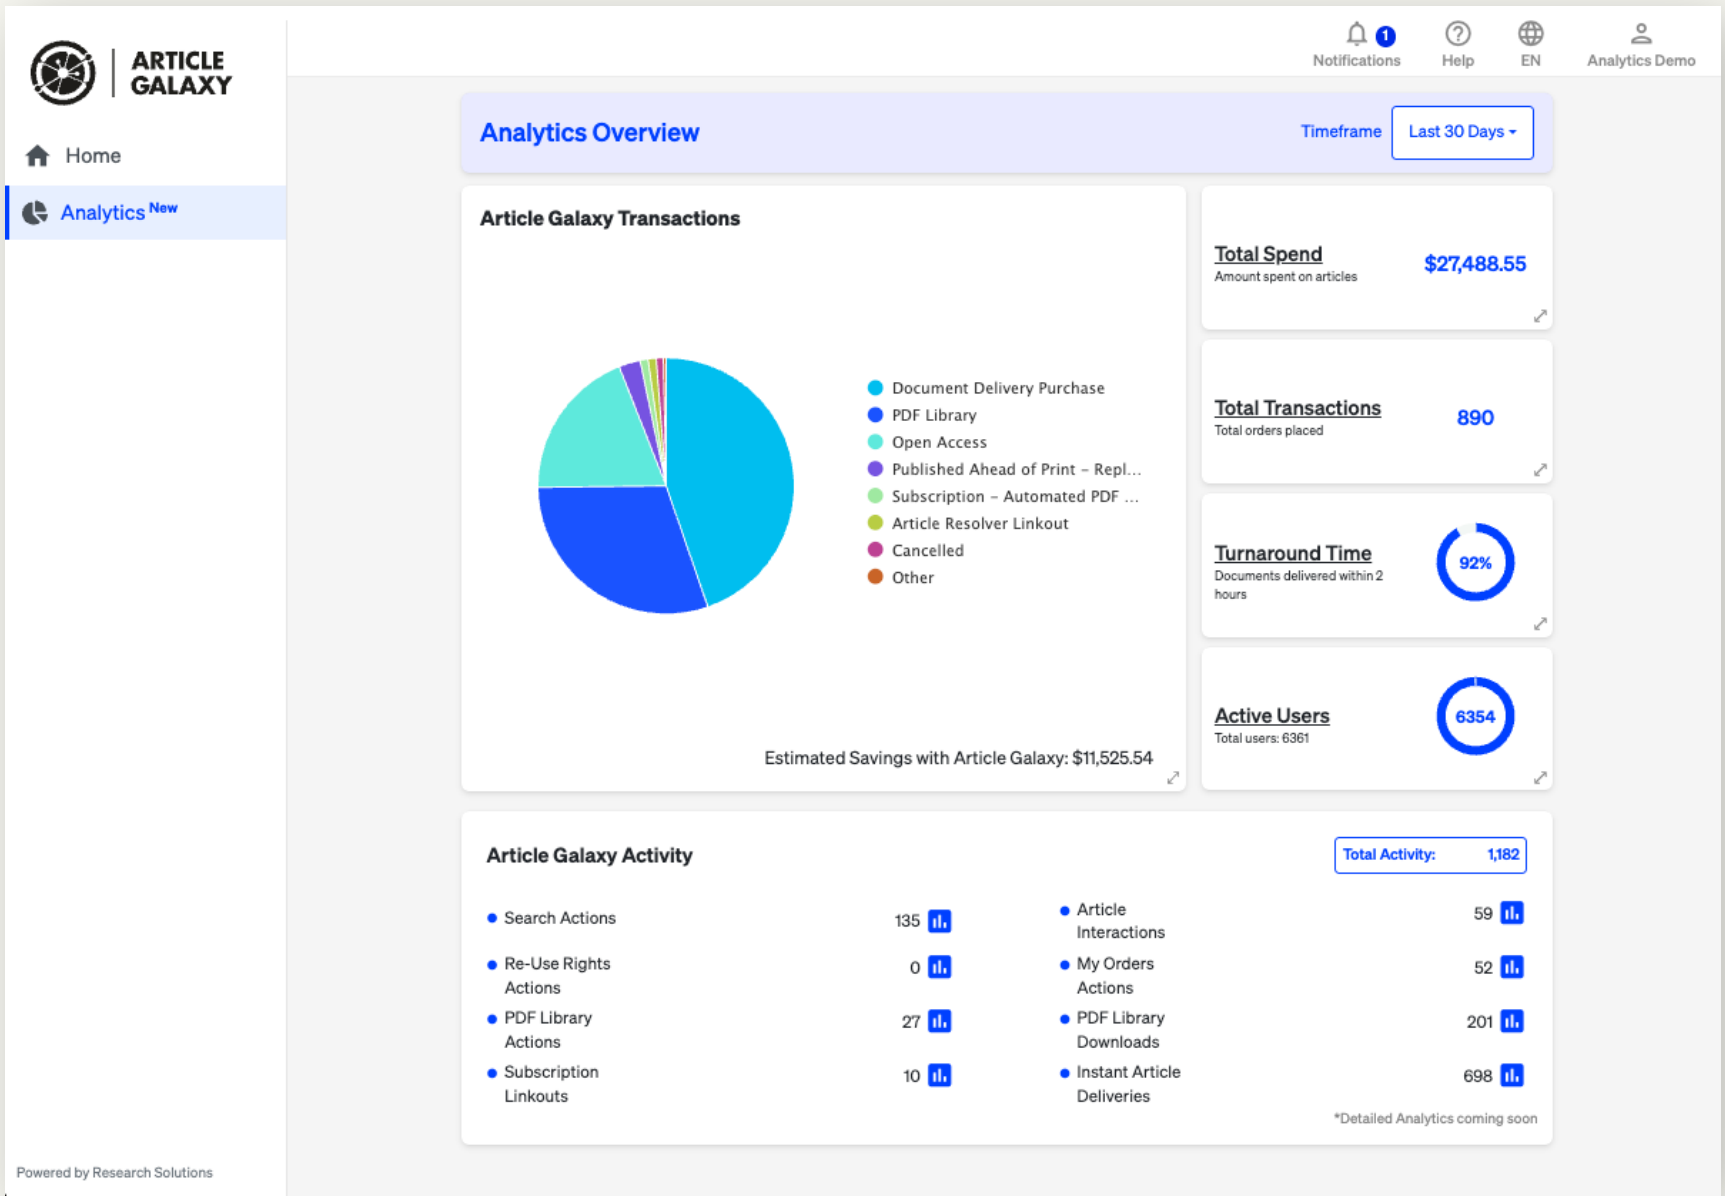 ARTICLE
GALAXY
Notifications 1
Help
EN
Analytics Demo
Home
Analytics New
Analytics Overview
Timeframe
Last 30 Days
Article Galaxy Transactions
Document Delivery Purchase
PDF Library
Open Access
Published Ahead of Print – Repl...
Subscription – Automated PDF ...
Article Resolver Linkout
Cancelled
Other
Estimated Savings with Article Galaxy: $11,525.54
Total Spend
Amount spent on articles
$27,488.55
Total Transactions
Total orders placed
890
Turnaround Time
Documents delivered within 2
hours
92%
Active Users
Total users: 6361
6354
Article Galaxy Activity
Total Activity: 1,182
Search Actions
135
Re-Use Rights
Actions
0
PDF Library
Actions
27
Subscription
Linkouts
10
Article
Interactions
59
My Orders
Actions
52
PDF Library
Downloads
201
Instant Article
Deliveries
698
*Detailed Analytics coming soon
Powered by Research Solutions